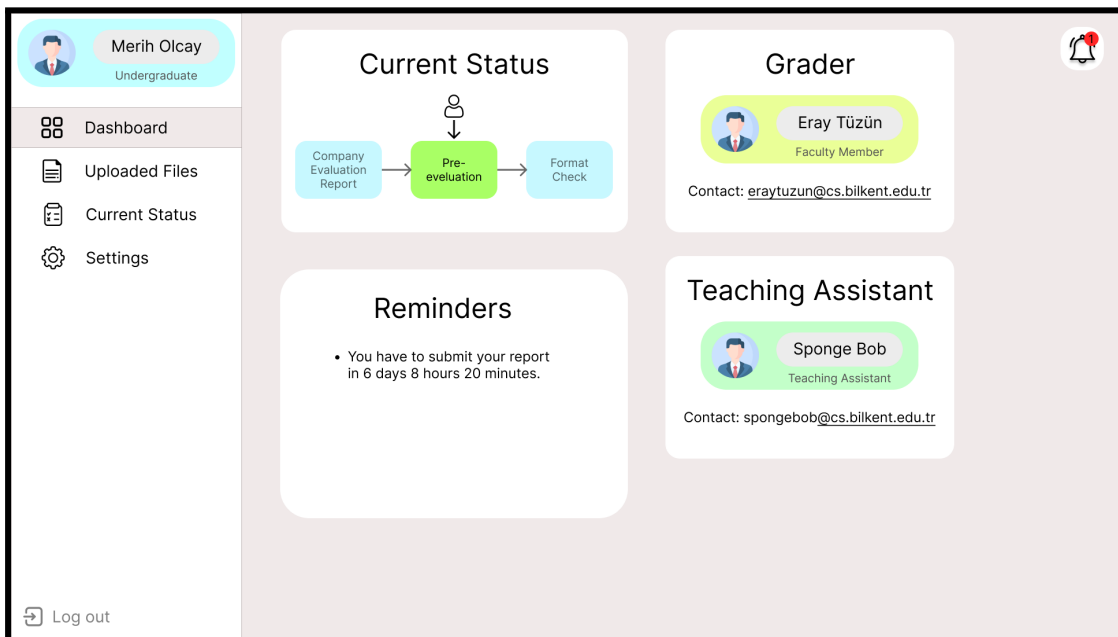 Merih Olcay
Undergraduate
Dashboard
Uploaded Files
Current Status
Settings
Log out
Current Status
Company
Evaluation
Report
Pre-
eveluation
Format
Check
Reminders
• You have to submit your report
in 6 days 8 hours 20 minutes.
Grader
Eray Tüzün
Faculty Member
Contact: eraytuzun@cs.bilkent.edu.tr
Teaching Assistant
Sponge Bob
Teaching Assistant
Contact: spongebob@cs.bilkent.edu.tr
1